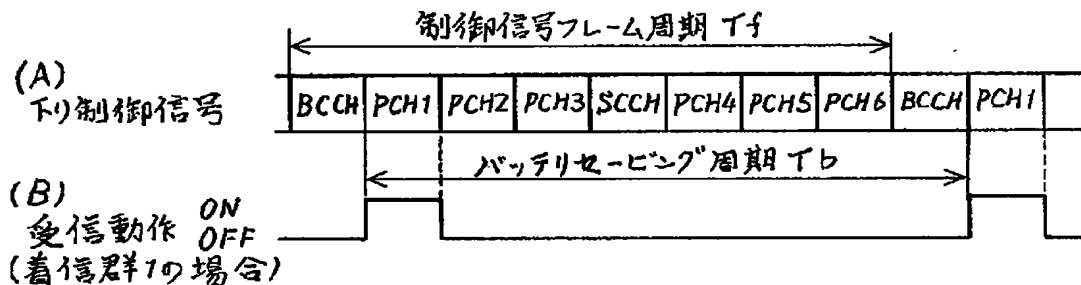 制御信号フレーム周期 Tf
(A)
下り制御信号
BCCH PCH1 PCH2 PCH3 SCCH PCH4 PCH5 PCH6 BCCH PCH1
バッテリセービング周期 Tb
(B)
受信動作 ON
OFF
(着信群1の場合)